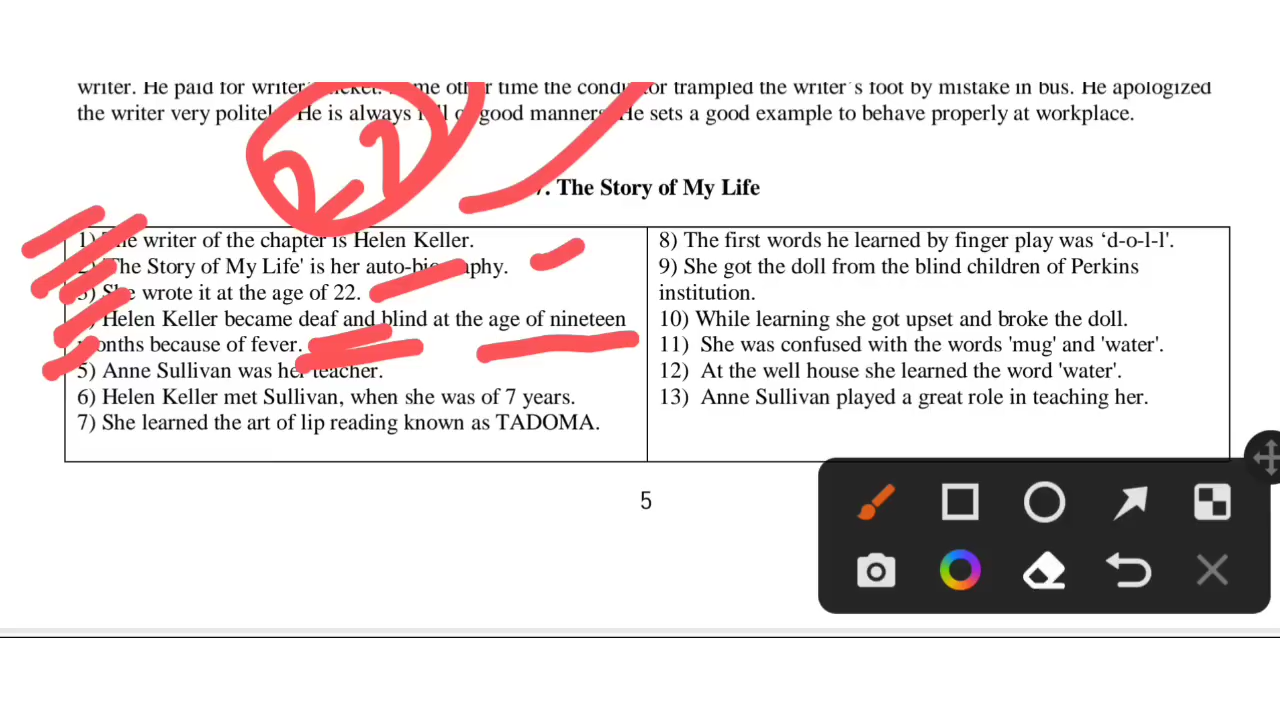 writer. He paid for writer' ticket. me other time the conductor trampled the writer's foot by mistake in bus. He apologized
the writer very politely. He is always full of good manners. He sets a good example to behave properly at workplace.
22
7. The Story of My Life
1) The writer of the chapter is Helen Keller.
2) 'The Story of My Life' is her auto-biography.
3) She wrote it at the age of 22.
Helen Keller became deaf and blind at the age of nineteen
months because of fever.
5) Anne Sullivan was her teacher.
6) Helen Keller met Sullivan, when she was of 7 years.
7) She learned the art of lip reading known as TADOMA.
8) The first words he learned by finger play was ‘d-o-l-l'.
9) She got the doll from the blind children of Perkins
institution.
10) While learning she got upset and broke the doll.
11) She was confused with the words 'mug' and 'water'.
12) At the well house she learned the word 'water'.
13) Anne Sullivan played a great role in teaching her.
5